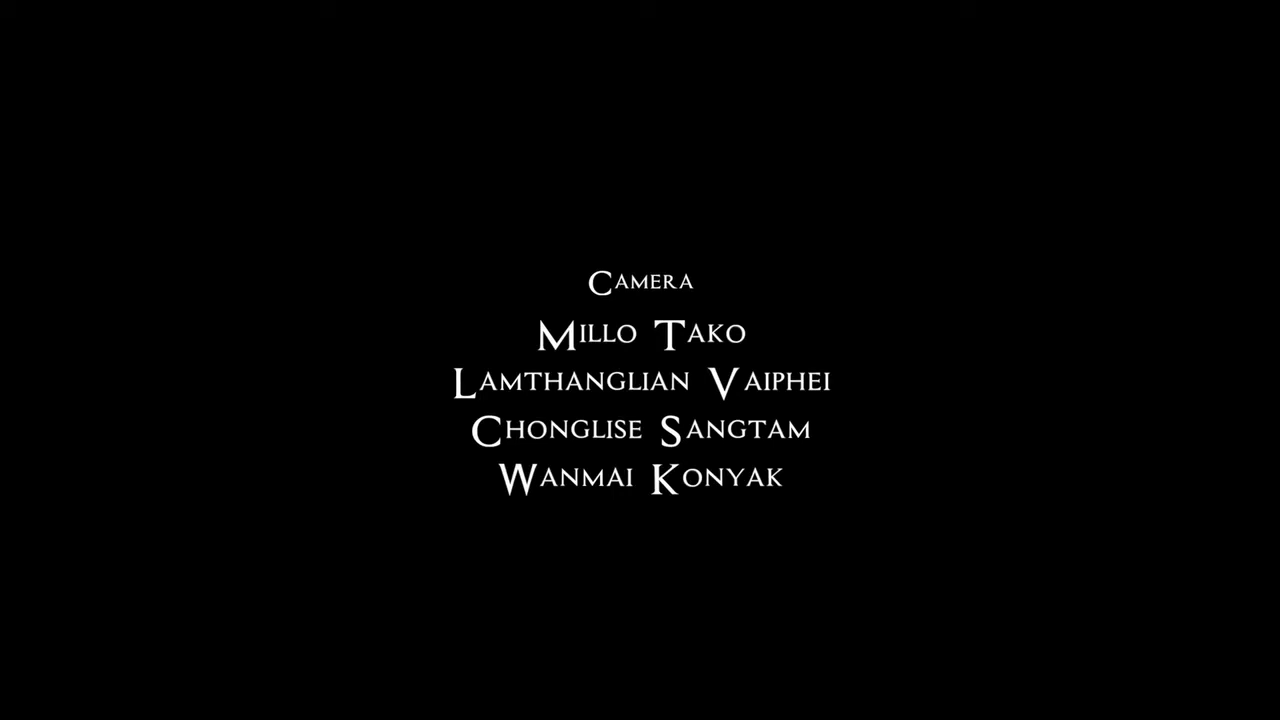 Camera
Millo Tako
Lamthanglian Vaiphei
Chonglise Sangtam
Wanmai Konyak